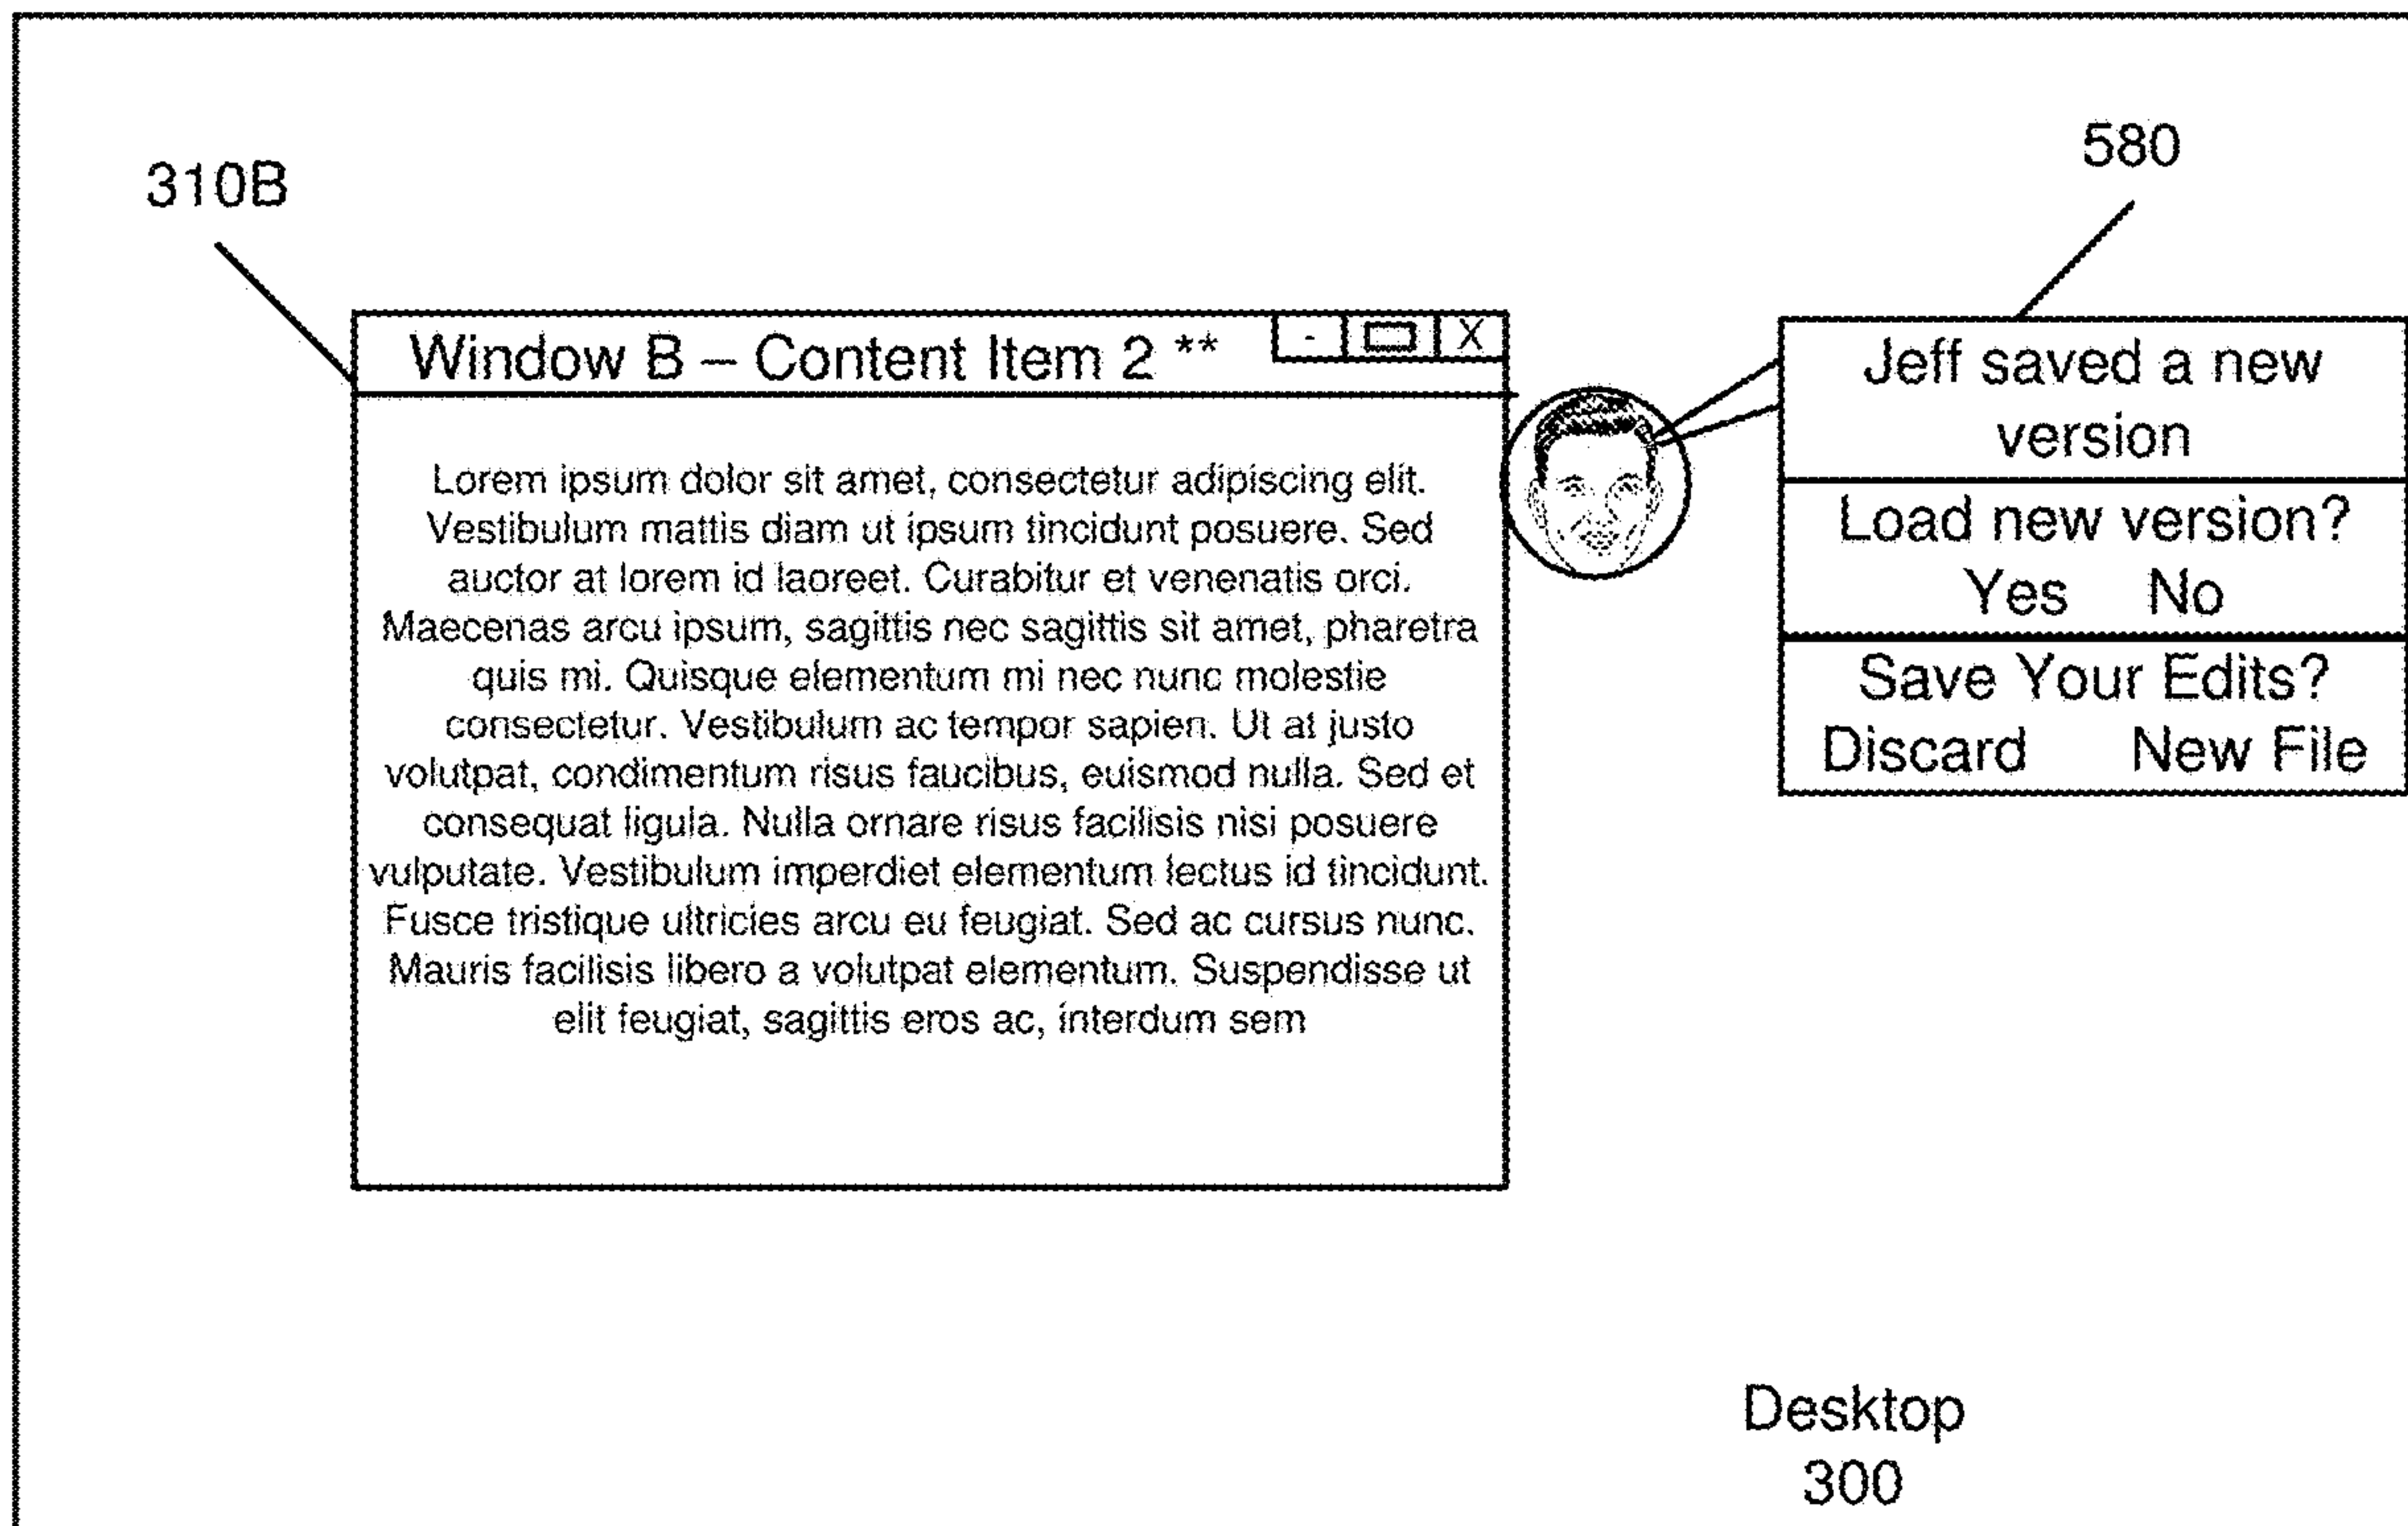 310B
580
Window B – Content Item 2 **
- X
Jeff saved a new
version
Load new version?
Yes No
Save Your Edits?
Discard New File
Lorem ipsum dolor sit amet, consectetur adipiscing elit.
Vestibulum mattis diam ut ipsum tincidunt posuere. Sed
auctor at lorem id laoreet. Curabitur et venenatis orci.
Maecenas arcu ipsum, sagittis nec sagittis sit amet, pharetra
quis mi. Quisque elementum mi nec nunc molestie
consectetur. Vestibulum ac tempor sapien. Ut at justo
volutpat, condimentum risus faucibus, euismod nulla. Sed et
consequat ligula. Nulla ornare risus facilisis nisi posuere
vulputate. Vestibulum imperdiet elementum lectus id tincidunt.
Fusce tristique ultricies arcu eu feugiat. Sed ac cursus nunc.
Mauris facilisis libero a volutpat elementum. Suspendisse ut
elit feugiat, sagittis eros ac, interdum sem
Desktop
300